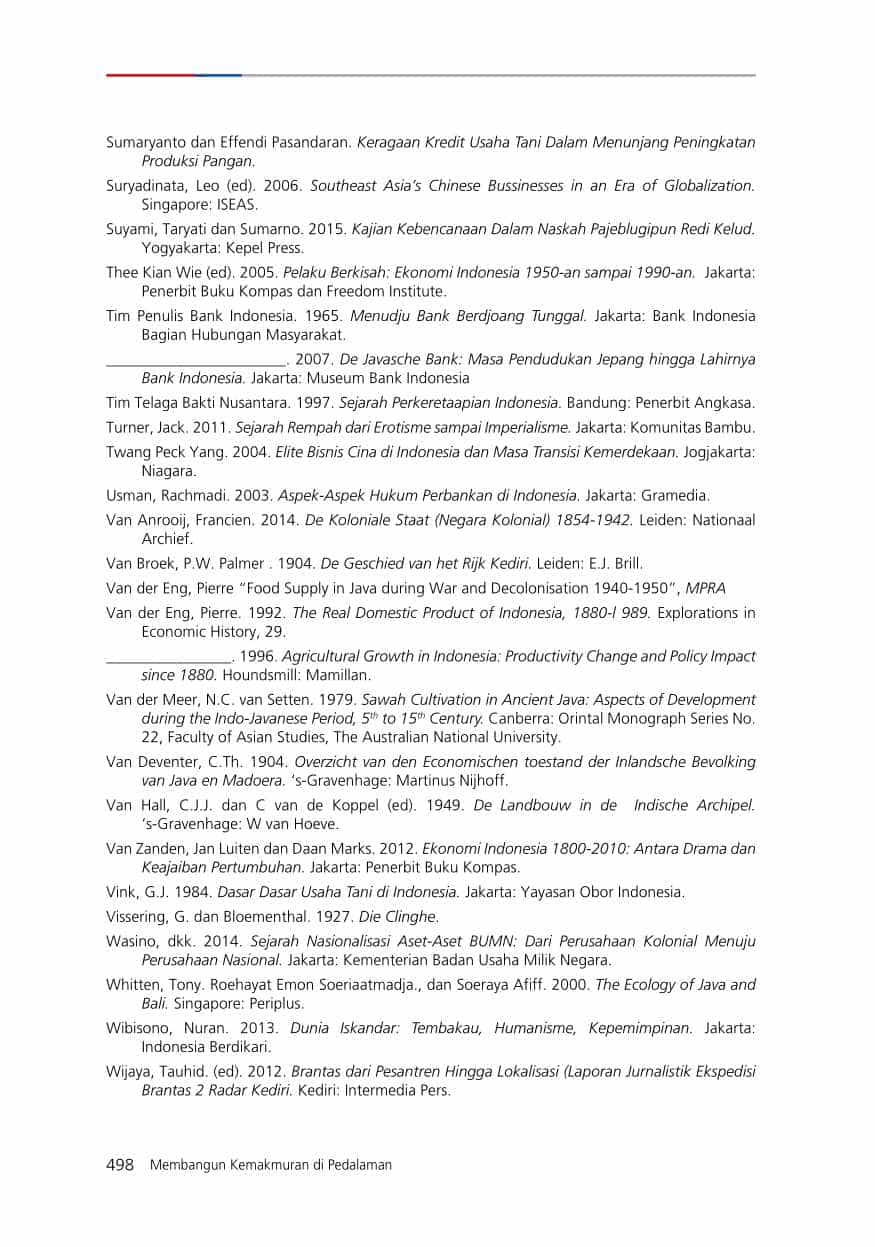 Sumaryanto dan Effendi Pasandaran. Keragaan Kredit Usaha Tani Dalam Menunjang Peningkatan
Produksi Pangan.
Suryadinata, Leo (ed). 2006. Southeast Asia’s Chinese Bussinesses in an Era of Globalization.
Singapore: ISEAS.
Suyami, Taryati dan Sumarno. 2015. Kajian Kebencanaan Dalam Naskah Pajeblugipun Redi Kelud.
Yogyakarta: Kepel Press.
Thee Kian Wie (ed). 2005. Pelaku Berkisah: Ekonomi Indonesia 1950-an sampai 1990-an. Jakarta:
Penerbit Buku Kompas dan Freedom Institute.
Tim Penulis Bank Indonesia. 1965. Menudju Bank Berdjoang Tunggal. Jakarta: Bank Indonesia
Bagian Hubungan Masyarakat.
_______________________. 2007. De Javasche Bank: Masa Pendudukan Jepang hingga Lahirnya
Bank Indonesia. Jakarta: Museum Bank Indonesia
Tim Telaga Bakti Nusantara. 1997. Sejarah Perkeretaapian Indonesia. Bandung: Penerbit Angkasa.
Turner, Jack. 2011. Sejarah Rempah dari Erotisme sampai Imperialisme. Jakarta: Komunitas Bambu.
Twang Peck Yang. 2004. Elite Bisnis Cina di Indonesia dan Masa Transisi Kemerdekaan. Jogjakarta:
Niagara.
Usman, Rachmadi. 2003. Aspek-Aspek Hukum Perbankan di Indonesia. Jakarta: Gramedia.
Van Anrooij, Francien. 2014. De Koloniale Staat (Negara Kolonial) 1854-1942. Leiden: Nationaal
Archief.
Van Broek, P.W. Palmer . 1904. De Geschied van het Rijk Kediri. Leiden: E.J. Brill.
Van der Eng, Pierre “Food Supply in Java during War and Decolonisation 1940-1950”, MPRA
Van der Eng, Pierre. 1992. The Real Domestic Product of Indonesia, 1880-l 989. Explorations in
Economic History, 29.
________________. 1996. Agricultural Growth in Indonesia: Productivity Change and Policy Impact
since 1880. Houndsmill: Mamillan.
Van der Meer, N.C. van Setten. 1979. Sawah Cultivation in Ancient Java: Aspects of Development
during the Indo-Javanese Period, 5th to 15th Century. Canberra: Orintal Monograph Series No.
22, Faculty of Asian Studies, The Australian National University.
Van Deventer, C.Th. 1904. Overzicht van den Economischen toestand der Inlandsche Bevolking
van Java en Madoera. ‘s-Gravenhage: Martinus Nijhoff.
Van Hall, C.J.J. dan C van de Koppel (ed). 1949. De Landbouw in de Indische Archipel.
‘s-Gravenhage: W van Hoeve.
Van Zanden, Jan Luiten dan Daan Marks. 2012. Ekonomi Indonesia 1800-2010: Antara Drama dan
Keajaiban Pertumbuhan. Jakarta: Penerbit Buku Kompas.
Vink, G.J. 1984. Dasar Dasar Usaha Tani di Indonesia. Jakarta: Yayasan Obor Indonesia.
Vissering, G. dan Bloementhal. 1927. Die Clinghe.
Wasino, dkk. 2014. Sejarah Nasionalisasi Aset-Aset BUMN: Dari Perusahaan Kolonial Menuju
Perusahaan Nasional. Jakarta: Kementerian Badan Usaha Milik Negara.
Whitten, Tony. Roehayat Emon Soeriaatmadja., dan Soeraya Afiff. 2000. The Ecology of Java and
Bali. Singapore: Periplus.
Wibisono, Nuran. 2013. Dunia Iskandar: Tembakau, Humanisme, Kepemimpinan. Jakarta:
Indonesia Berdikari.
Wijaya, Tauhid. (ed). 2012. Brantas dari Pesantren Hingga Lokalisasi (Laporan Jurnalistik Ekspedisi
Brantas 2 Radar Kediri. Kediri: Intermedia Pers.
498 Membangun Kemakmuran di Pedalaman